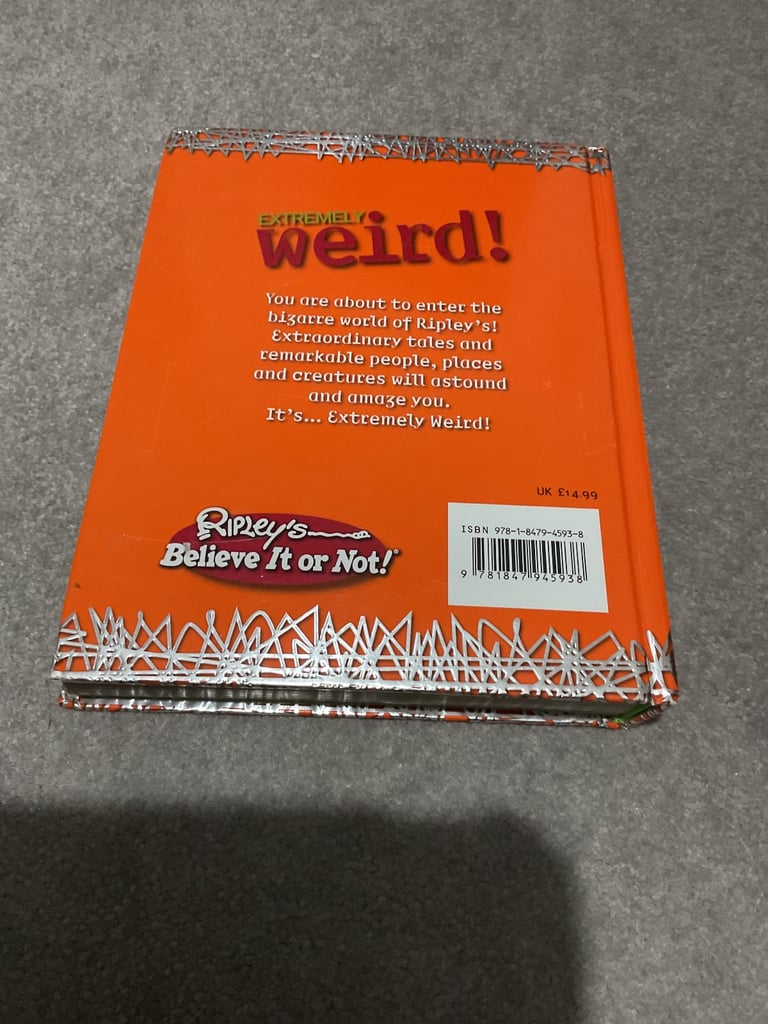 EXTREMELY
weird!
You are about to enter the
bizarre world of Ripley's!
Extraordinary tales and
remarkable people, places
and creatures will astound
and amaze you.
It's... Extremely Weird!
UK £14.99
ISBN 978-1-8479-4593-8
9 781847 945938
Ripley's
Believe It or Not!®